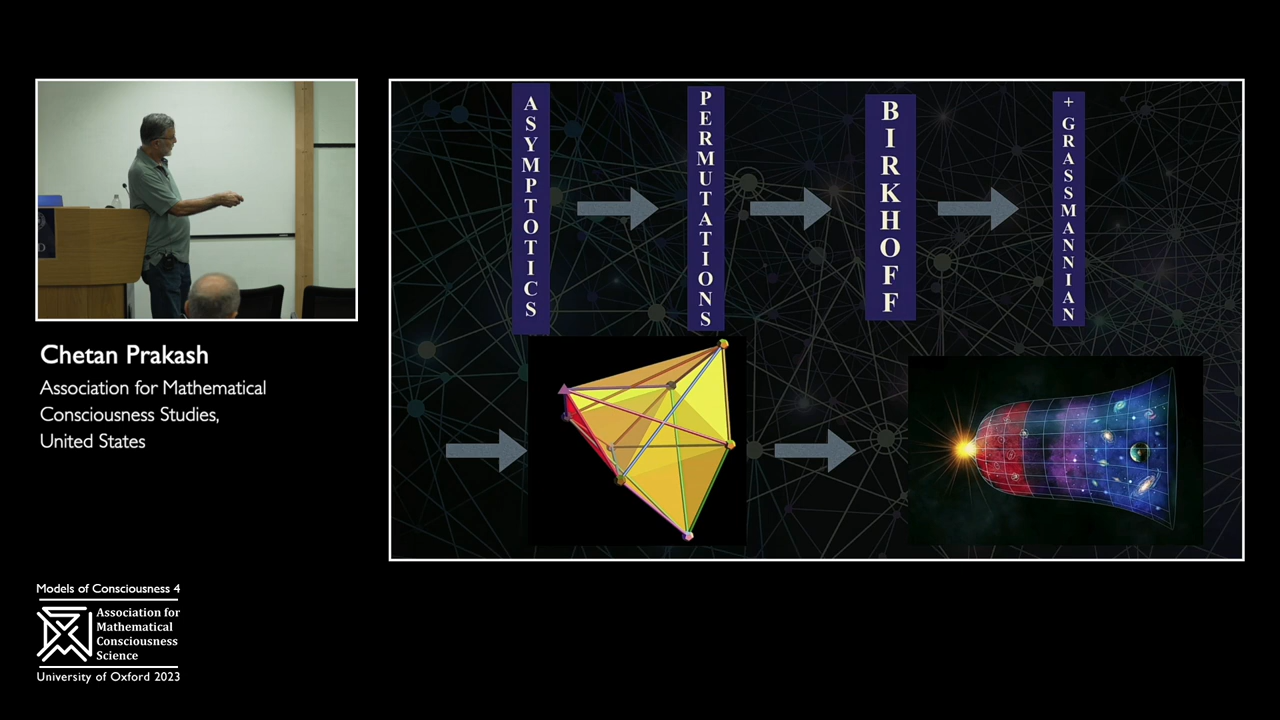 ASYMPTOTICS
PERMUTATIONS
BIRKHOFF
+ GRASSMANNIAN
Chetan Prakash
Association for Mathematical
Consciousness Studies,
United States
Models of Consciousness 4
Association for
Mathematical
Consciousness
Science
University of Oxford 2023